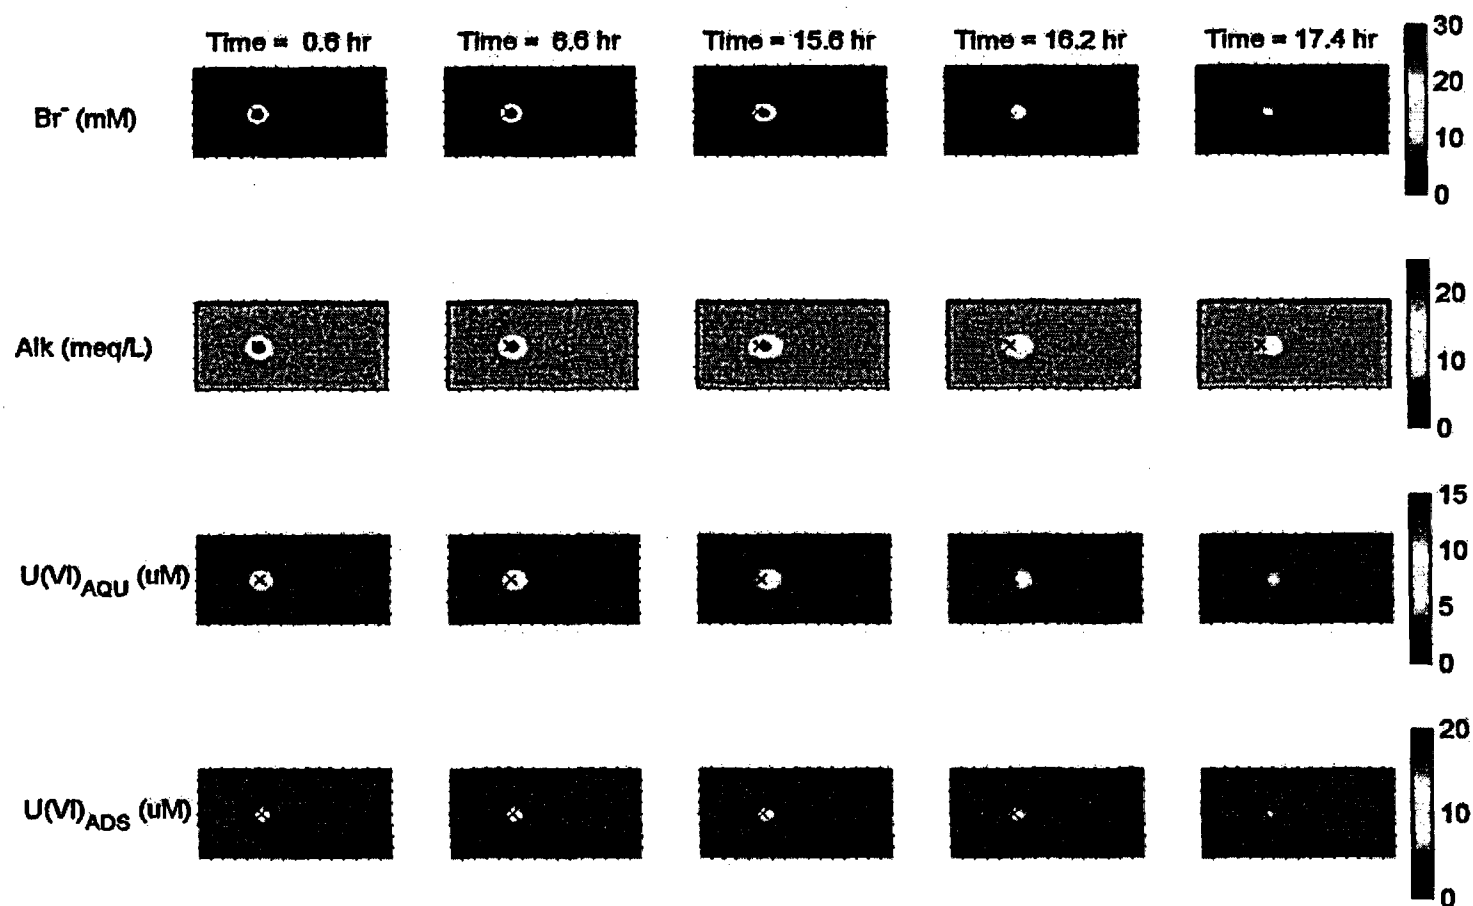 Time = 0.6 hr Time = 6.6 hr Time = 15.6 hr Time = 16.2 hr Time = 17.4 hr
30
20
Br⁻ (mM)
10
0
20
Alk (meq/L)
10
0
15
10
U(VI)AQU (uM)
5
0
20
U(VI)ADS (uM)
10
0